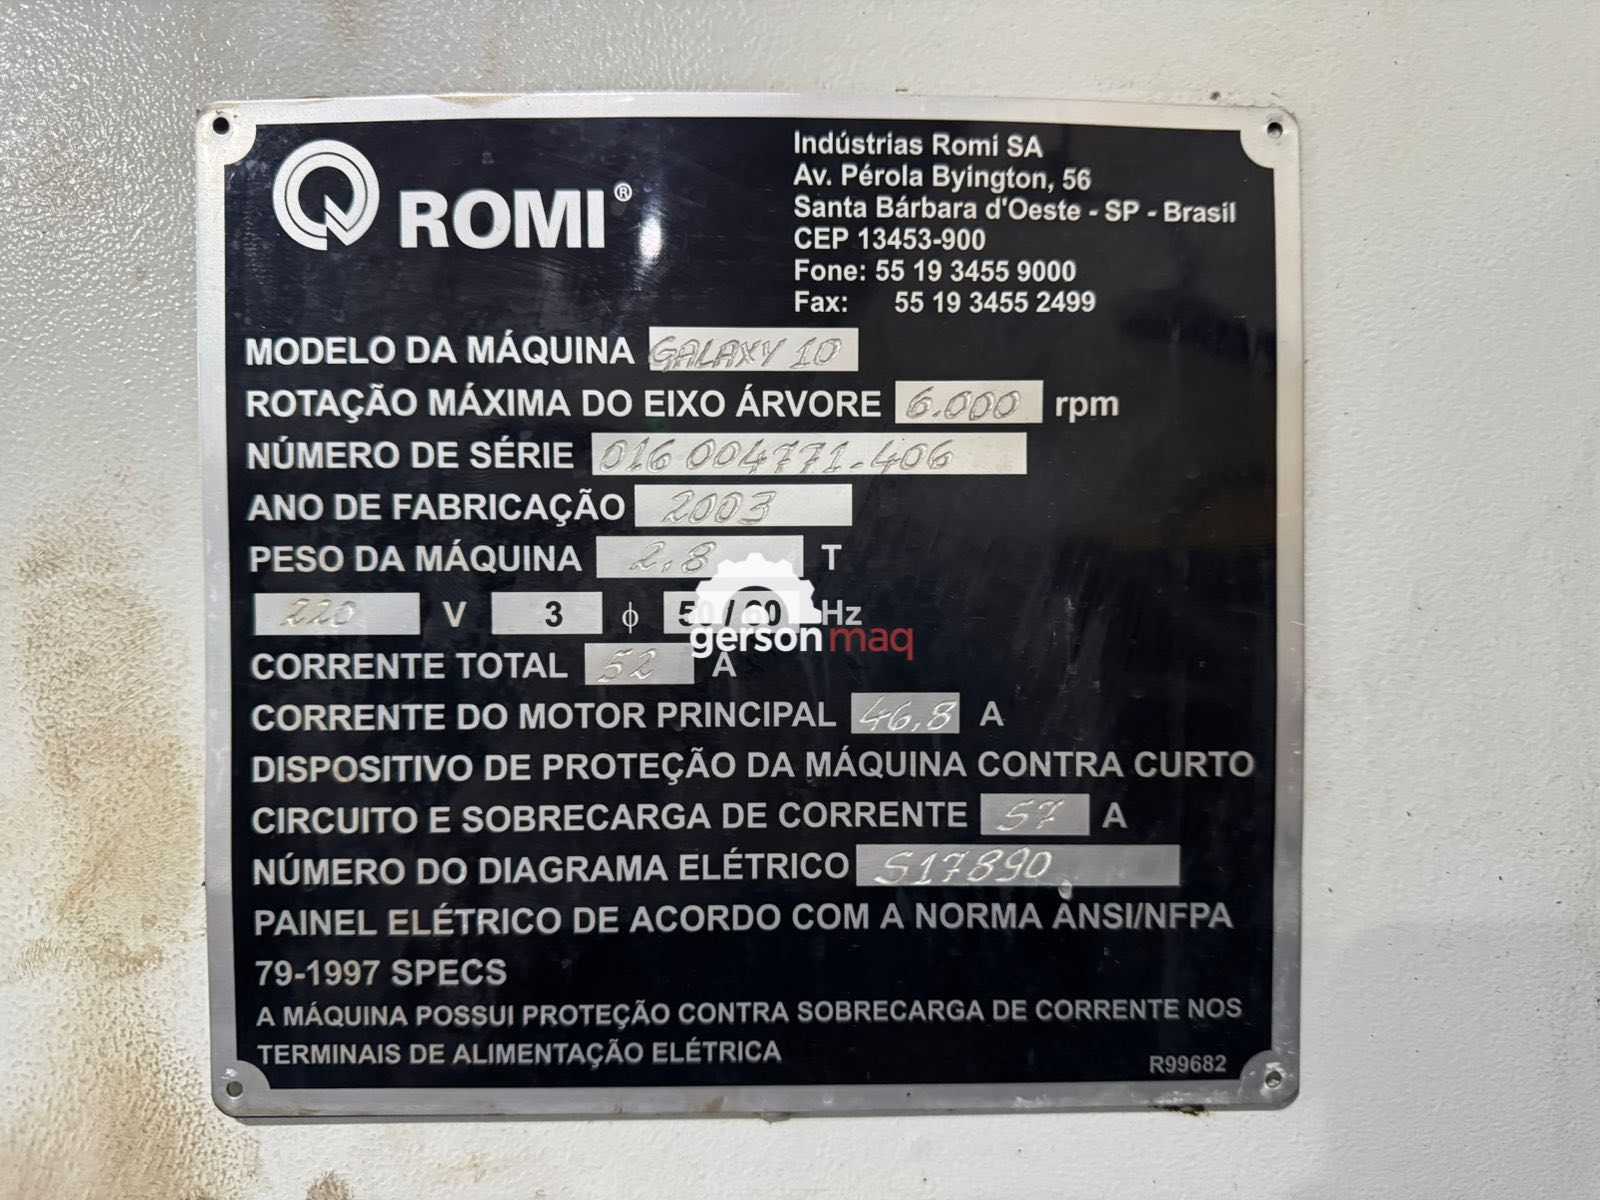 ROMI®
Indústrias Romi SA
Av. Pérola Byington, 56
Santa Bárbara d'Oeste - SP - Brasil
CEP 13453-900
Fone: 55 19 3455 9000
Fax: 55 19 3455 2499
MODELO DA MÁQUINA GALAXY 10
ROTAÇÃO MÁXIMA DO EIXO ÁRVORE 6.000 rpm
NÚMERO DE SÉRIE 016 004771.406
ANO DE FABRICAÇÃO 2003
PESO DA MÁQUINA 2,8 T
220 V 3 ϕ 50 / 60 Hz
gersonmaq
CORRENTE TOTAL 52 A
CORRENTE DO MOTOR PRINCIPAL 46,8 A
DISPOSITIVO DE PROTEÇÃO DA MÁQUINA CONTRA CURTO
CIRCUITO E SOBRECARGA DE CORRENTE 57 A
NÚMERO DO DIAGRAMA ELÉTRICO S17890
PAINEL ELÉTRICO DE ACORDO COM A NORMA ANSI/NFPA
79-1997 SPECS
A MÁQUINA POSSUI PROTEÇÃO CONTRA SOBRECARGA DE CORRENTE NOS
TERMINAIS DE ALIMENTAÇÃO ELÉTRICA
R99682